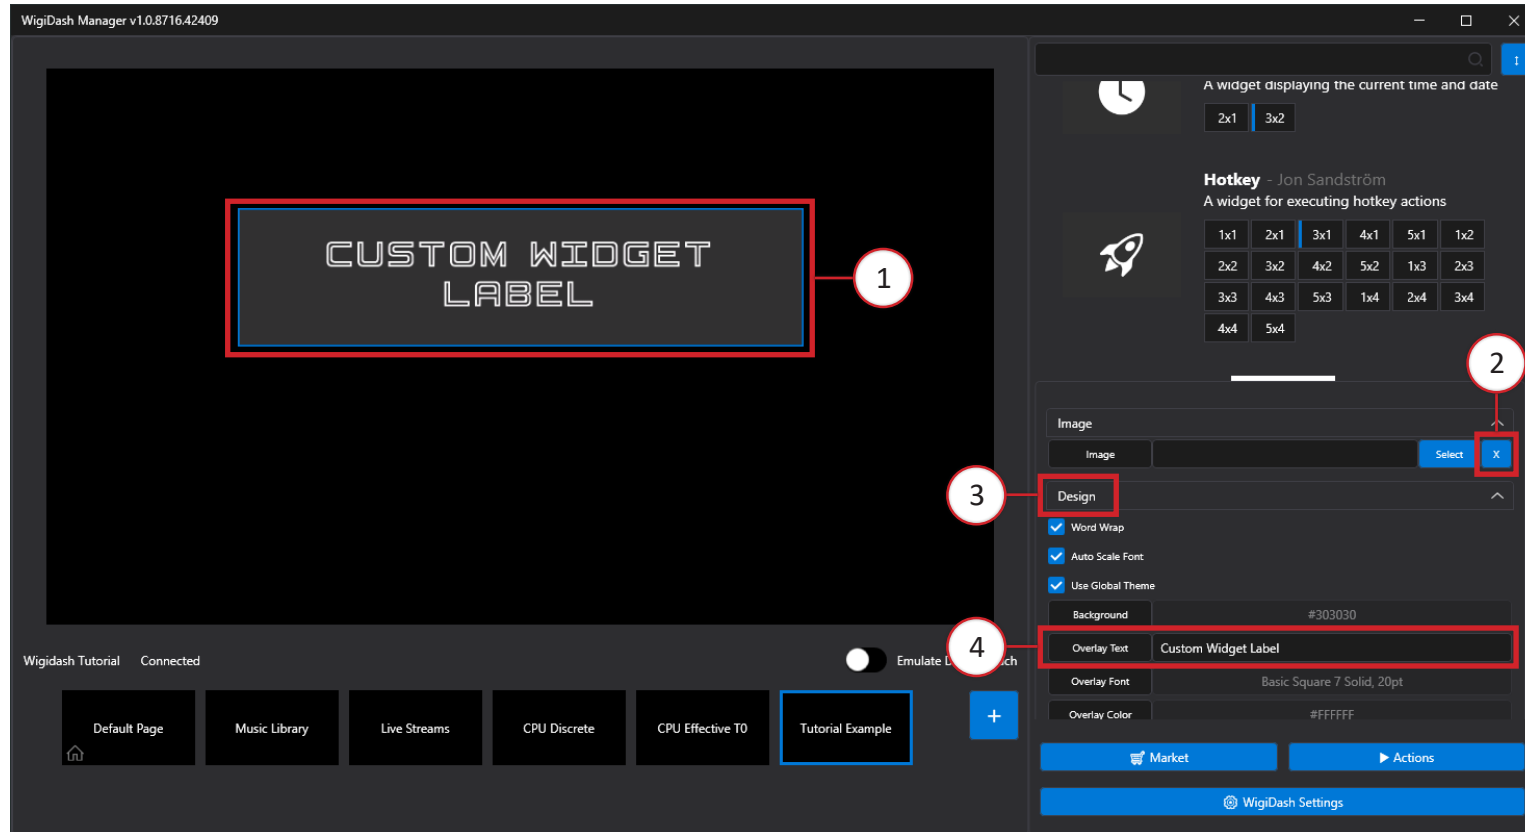 WigiDash Manager v1.0.8716.42409
A widget displaying the current time and date
2x1 3x2
Hotkey - Jon Sandström
A widget for executing hotkey actions
1x1 2x1 3x1 4x1 5x1 1x2
2x2 3x2 4x2 5x2 1x3 2x3
3x3 4x3 5x3 1x4 2x4 3x4
4x4 5x4
CUSTOM WIDGET
LABEL
1
2
Image
Image Select X
3
Design
Word Wrap
Auto Scale Font
Use Global Theme
Background #303030
4
Overlay Text Custom Widget Label
Overlay Font Basic Square 7 Solid, 20pt
Overlay Color #FFFFFF
Wigidash Tutorial Connected
Emulate
Default Page Music Library Live Streams CPU Discrete CPU Effective T0 Tutorial Example +
Market Actions
WigiDash Settings